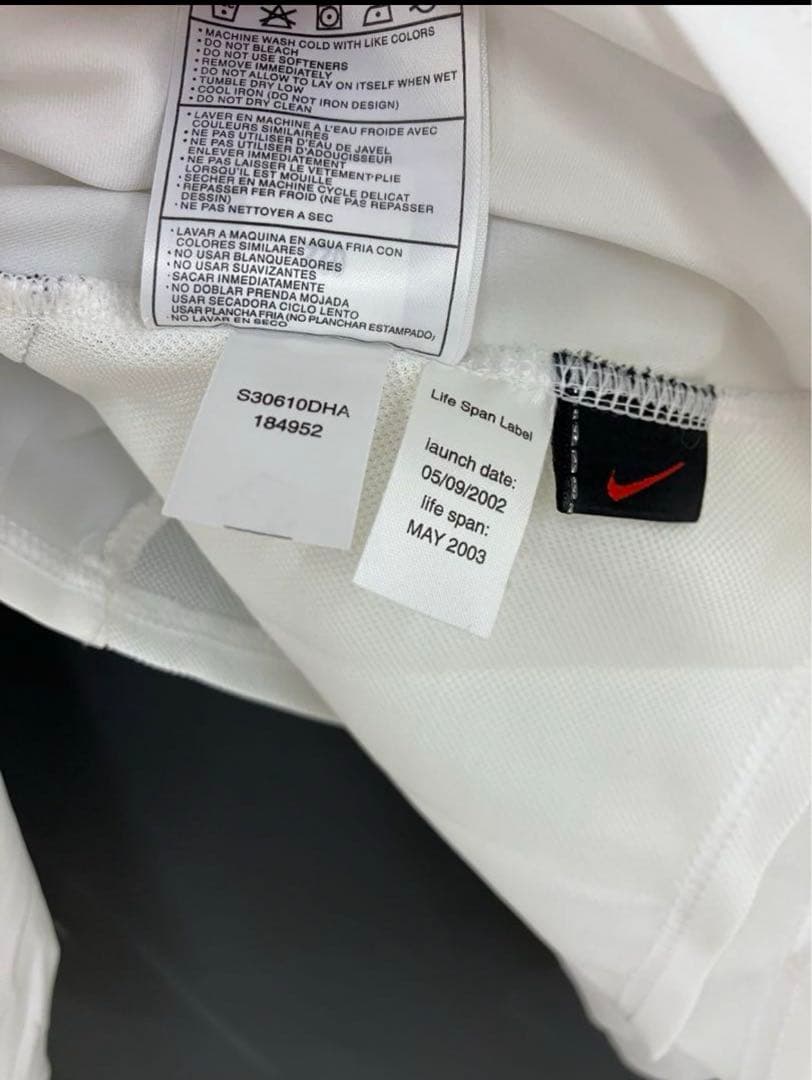 • MACHINE WASH COLD WITH LIKE COLORS
• DO NOT BLEACH
• DO NOT USE SOFTENERS
• REMOVE IMMEDIATELY
• DO NOT ALLOW TO LAY ON ITSELF WHEN WET
• TUMBLE DRY LOW
• COOL IRON (DO NOT IRON DESIGN)
• DO NOT DRY CLEAN
• LAVER EN MACHINE A L'EAU FROIDE AVEC
COULEURS SIMILAIRES
• NE PAS UTILISER D'EAU DE JAVEL
• NE PAS UTILISER D'ADOUCISSEUR
ENLEVER IMMEDIATEMENT
• NE PAS LAISSER LE VETEMENT PLIE
LORSQU'IL EST MOUILLE
• SECHER EN MACHINE CYCLE DELICAT
• REPASSER FER FROID (NE PAS REPASSER
DESSIN)
• NE PAS NETTOYER A SEC
• LAVAR A MAQUINA EN AGUA FRIA CON
COLORES SIMILARES
• NO USAR BLANQUEADORES
• NO USAR SUAVIZANTES
• SACAR INMEDIATAMENTE
• NO DOBLAR PRENDA MOJADA
USAR SECADORA CICLO LENTO
USAR PLANCHA FRIA (NO PLANCHAR ESTAMPADO)
• NO LAVAR EN SECO
S30610DHA
184952
Life Span Label
launch date:
05/09/2002
life span:
MAY 2003